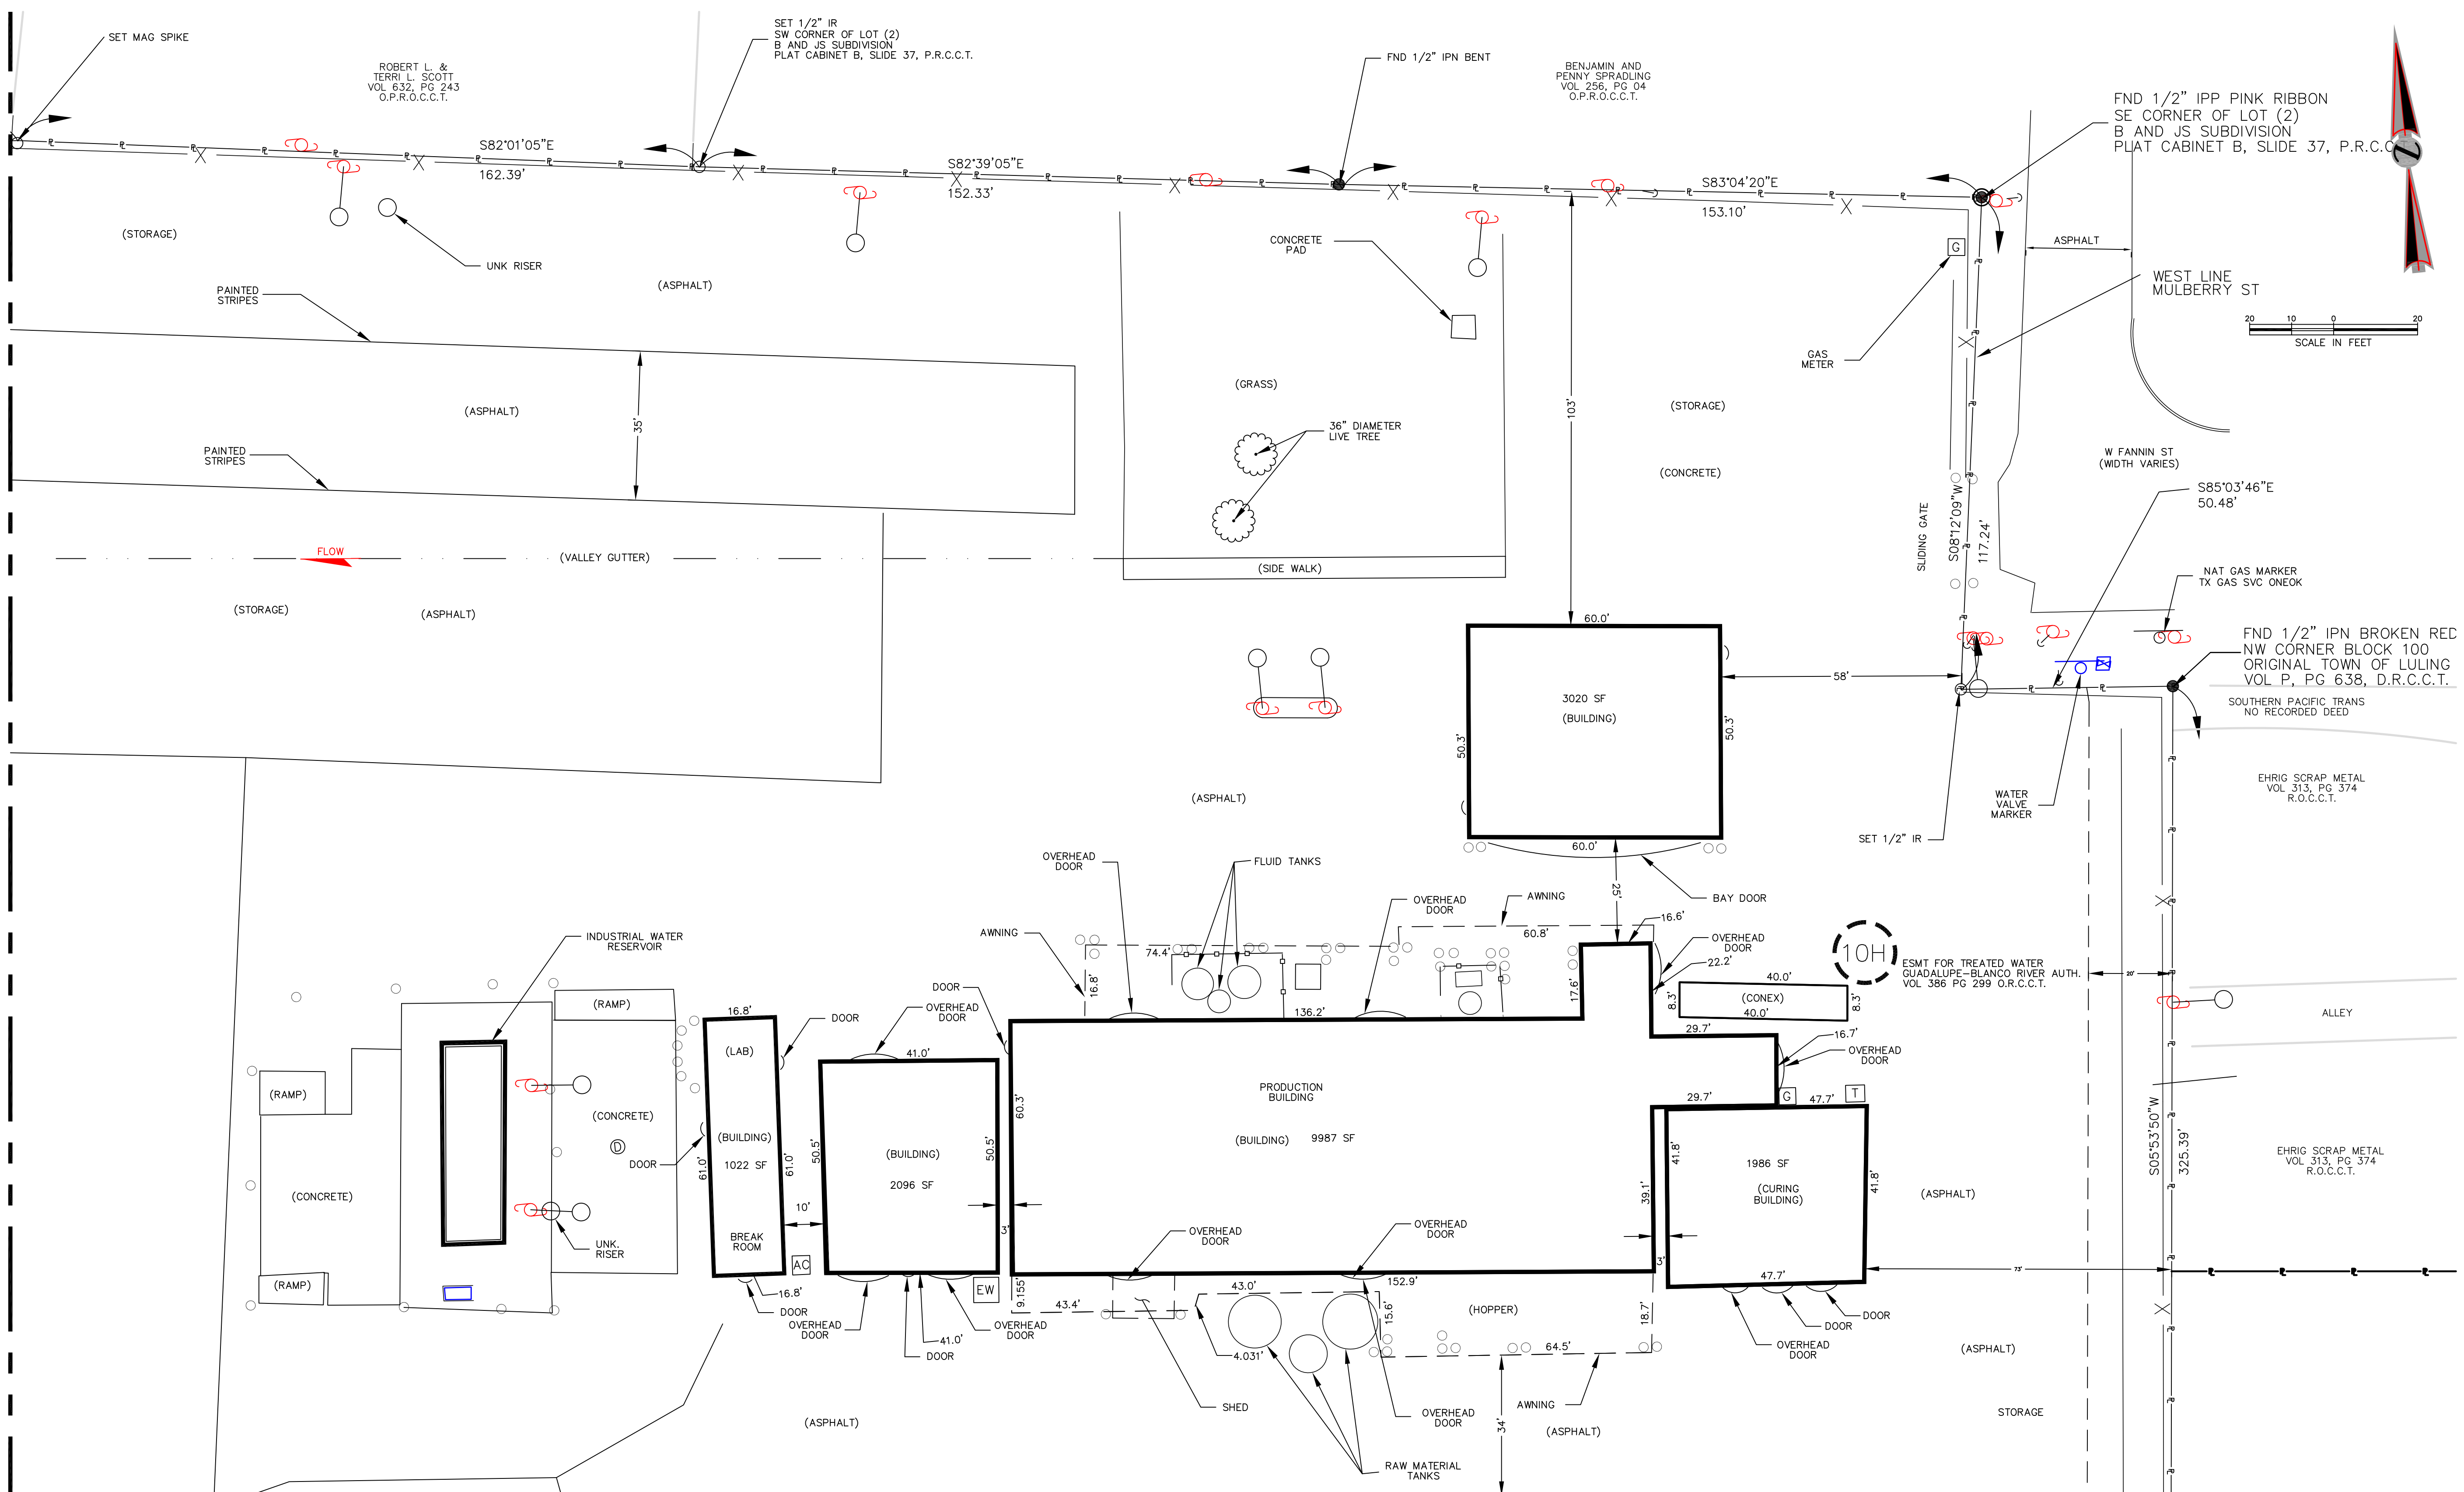 SET MAG SPIKE
ROBERT L. &
TERRI L. SCOTT
VOL 632, PG 243
O.P.R.O.C.C.T.
SET 1/2" IR
SW CORNER OF LOT (2)
B AND JS SUBDIVISION
PLAT CABINET B, SLIDE 37, P.R.C.C.T.
FND 1/2" IPN BENT
BENJAMIN AND
PENNY SPRADLING
VOL 256, PG 04
O.P.R.O.C.C.T.
FND 1/2" IPP PINK RIBBON
SE CORNER OF LOT (2)
B AND JS SUBDIVISION
PLAT CABINET B, SLIDE 37, P.R.C.C.T.
S82°01'05"E
162.39'
S82°39'05"E
152.33'
S83°04'20"E
153.10'
(STORAGE)
UNK RISER
(ASPHALT)
PAINTED
STRIPES
CONCRETE
PAD
G
ASPHALT
WEST LINE
MULBERRY ST
20 10 0 20
SCALE IN FEET
GAS
METER
(GRASS)
103'
(STORAGE)
(ASPHALT)
35'
36" DIAMETER
LIVE TREE
PAINTED
STRIPES
(CONCRETE)
W FANNIN ST
(WIDTH VARIES)
S85°03'46"E
50.48'
SLIDING GATE
S08°12'09"W
117.24'
FLOW
(VALLEY GUTTER)
(SIDE WALK)
NAT GAS MARKER
TX GAS SVC ONEOK
(STORAGE)
(ASPHALT)
60.0'
FND 1/2" IPN BROKEN RED
NW CORNER BLOCK 100
ORIGINAL TOWN OF LULING
VOL P, PG 638, D.R.C.C.T.
SOUTHERN PACIFIC TRANS
NO RECORDED DEED
58'
3020 SF
(BUILDING)
50.3'
50.3'
EHRIG SCRAP METAL
VOL 313, PG 374
R.O.C.C.T.
(ASPHALT)
WATER
VALVE
MARKER
SET 1/2" IR
60.0'
OVERHEAD
DOOR
FLUID TANKS
25'
BAY DOOR
AWNING
OVERHEAD
DOOR
16.6'
60.8'
AWNING
INDUSTRIAL WATER
RESERVOIR
74.4'
16.8'
OVERHEAD
DOOR
22.2'
10H
ESMT FOR TREATED WATER
GUADALUPE-BLANCO RIVER AUTH.
VOL 386 PG 299 O.R.C.C.T.
20'
17.6'
40.0'
(CONEX)
40.0'
8.3'
8.3'
DOOR
OVERHEAD
DOOR
(RAMP)
16.8'
DOOR
136.2'
ALLEY
29.7'
16.7'
OVERHEAD
DOOR
(LAB)
41.0'
(RAMP)
PRODUCTION
BUILDING
60.3'
29.7'
G
47.7'
T
(CONCRETE)
D
DOOR
(BUILDING)
1022 SF
61.0'
61.0'
50.5'
(BUILDING)
2096 SF
50.5'
(BUILDING) 9987 SF
41.8'
1986 SF
(CURING
BUILDING)
41.8'
S05°53'50"W
325.39'
EHRIG SCRAP METAL
VOL 313, PG 374
R.O.C.C.T.
(CONCRETE)
10'
39.1'
(ASPHALT)
BREAK
ROOM
3'
OVERHEAD
DOOR
OVERHEAD
DOOR
UNK.
RISER
AC
3'
73'
(RAMP)
16.8'
DOOR
EW
9.155'
43.4'
43.0'
152.9'
47.7'
15.6'
(HOPPER)
18.7'
OVERHEAD
DOOR
41.0'
DOOR
OVERHEAD
DOOR
DOOR
DOOR
OVERHEAD
DOOR
4.031'
64.5'
(ASPHALT)
SHED
OVERHEAD
DOOR
AWNING
(ASPHALT)
STORAGE
(ASPHALT)
34'
RAW MATERIAL
TANKS